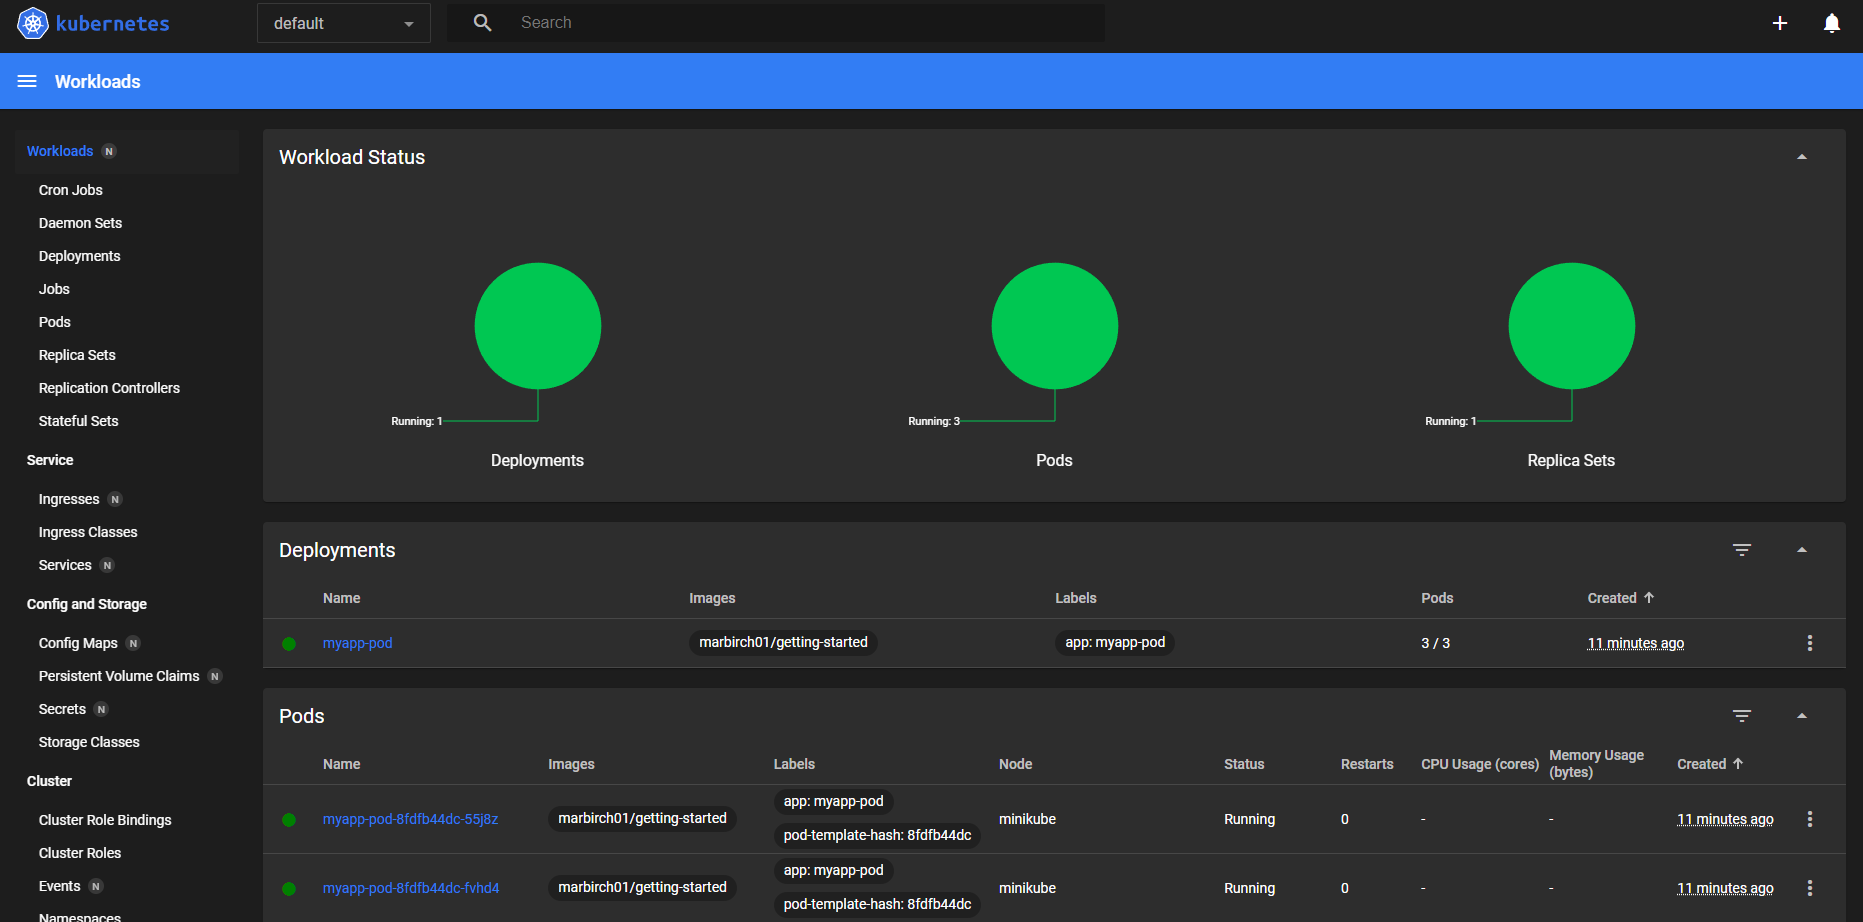 kubernetes
default
Search
Workloads
Workloads N
Cron Jobs
Daemon Sets
Deployments
Jobs
Pods
Replica Sets
Replication Controllers
Stateful Sets
Service
Ingresses N
Ingress Classes
Services N
Config and Storage
Config Maps N
Persistent Volume Claims N
Secrets N
Storage Classes
Cluster
Cluster Role Bindings
Cluster Roles
Events N
Namespaces
Workload Status
Running: 1
Running: 3
Running: 1
Deployments
Pods
Replica Sets
Deployments
Name Images Labels Pods Created
myapp-pod marbirch01/getting-started app: myapp-pod 3 / 3 11 minutes ago
Pods
Name Images Labels Node Status Restarts CPU Usage (cores) Memory Usage (bytes) Created
app: myapp-pod
myapp-pod-8fdfb44dc-55j8z marbirch01/getting-started minikube Running 0 - - 11 minutes ago
pod-template-hash: 8fdfb44dc
app: myapp-pod
myapp-pod-8fdfb44dc-fvhd4 marbirch01/getting-started minikube Running 0 - - 11 minutes ago
pod-template-hash: 8fdfb44dc